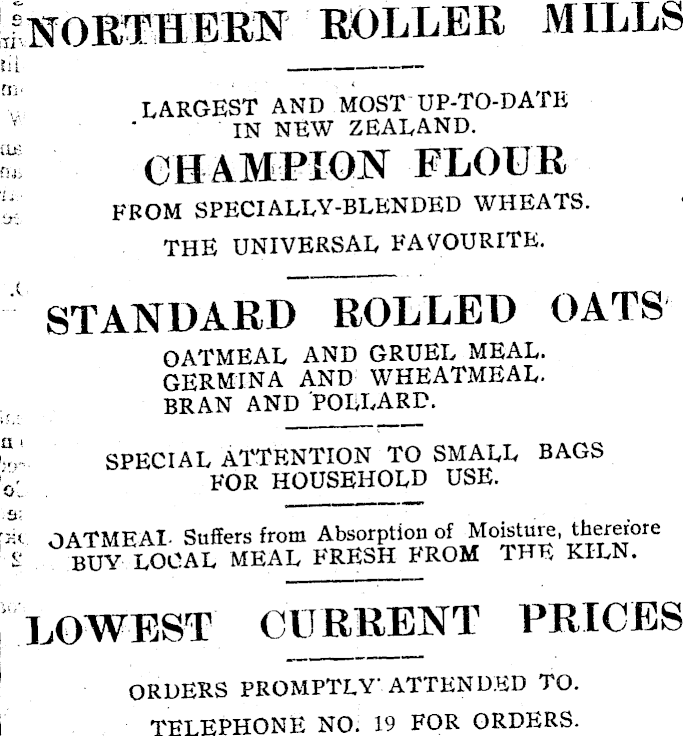 NORTHERN ROLLER MILLS
LARGEST AND MOST UP-TO-DATE
IN NEW ZEALAND.
CHAMPION FLOUR
FROM SPECIALLY-BLENDED WHEATS.
THE UNIVERSAL FAVOURITE.
STANDARD ROLLED OATS
OATMEAL AND GRUEL MEAL.
GERMINA AND WHEATMEAL.
BRAN AND POLLARD.
SPECIAL ATTENTION TO SMALL BAGS
FOR HOUSEHOLD USE.
OATMEAL Suffers from Absorption of Moisture, therefore
BUY LOCAL MEAL FRESH FROM THE KILN.
LOWEST CURRENT PRICES
ORDERS PROMPTLY ATTENDED TO.
TELEPHONE NO. 19 FOR ORDERS.